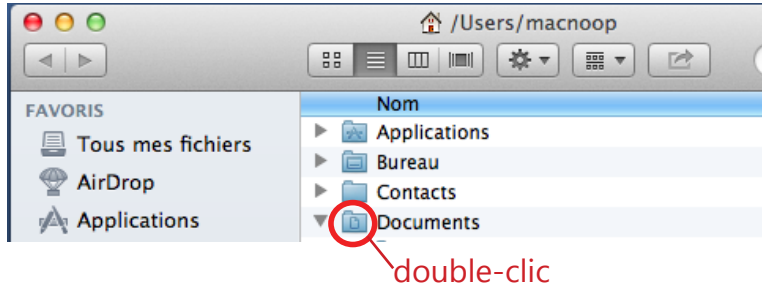 /Users/macnoop
FAVORIS
Tous mes fichiers
AirDrop
Applications
Nom
Applications
Bureau
Contacts
Documents
double-clic